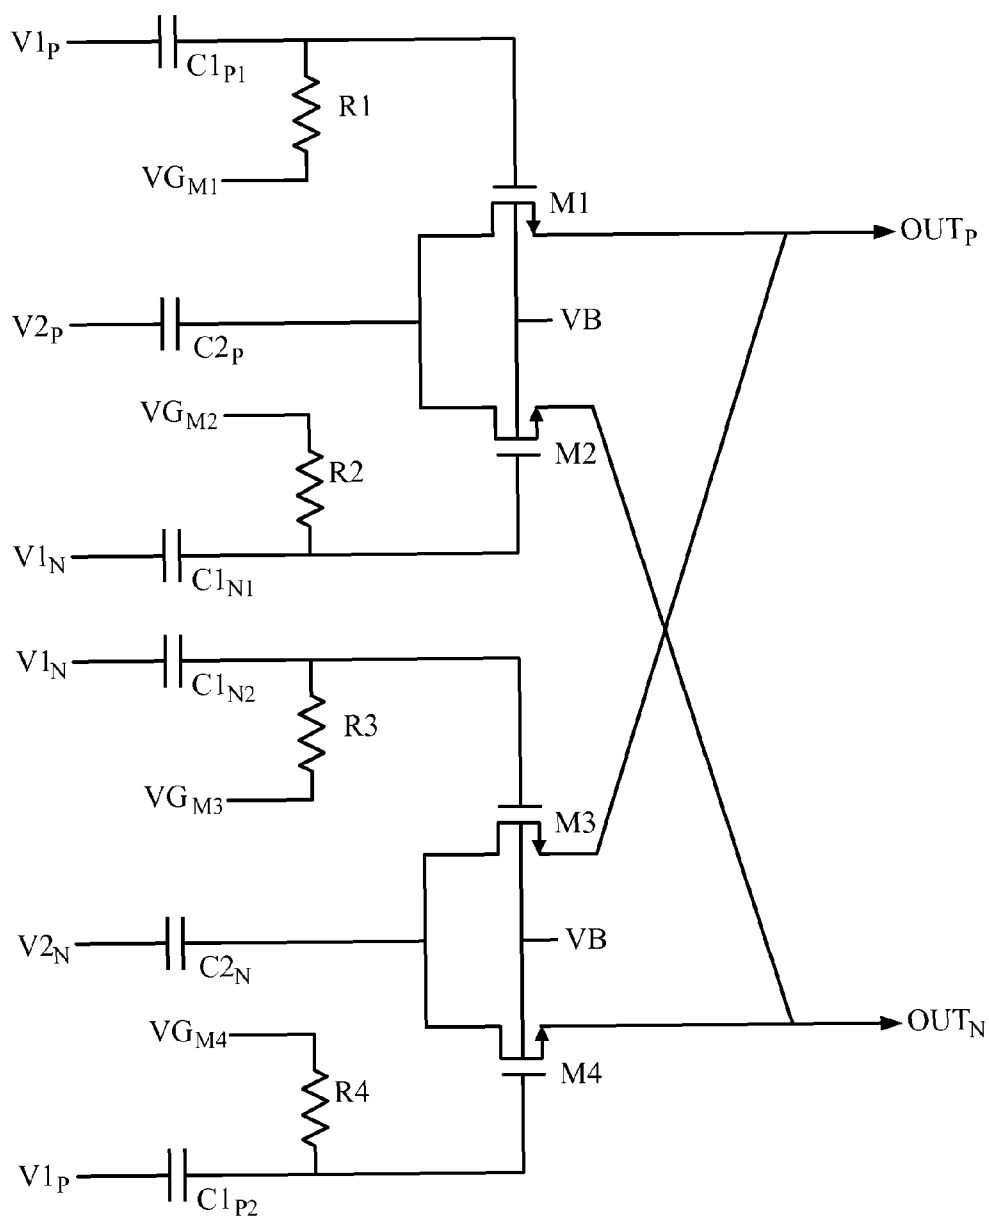 V1P
C1P1
R1
VGM1
M1
OUTP
V2P
C2P
VB
VGM2
R2
M2
V1N
C1N1
V1N
C1N2
R3
VGM3
M3
V2N
C2N
VB
VGM4
OUTN
R4
M4
V1P
C1P2